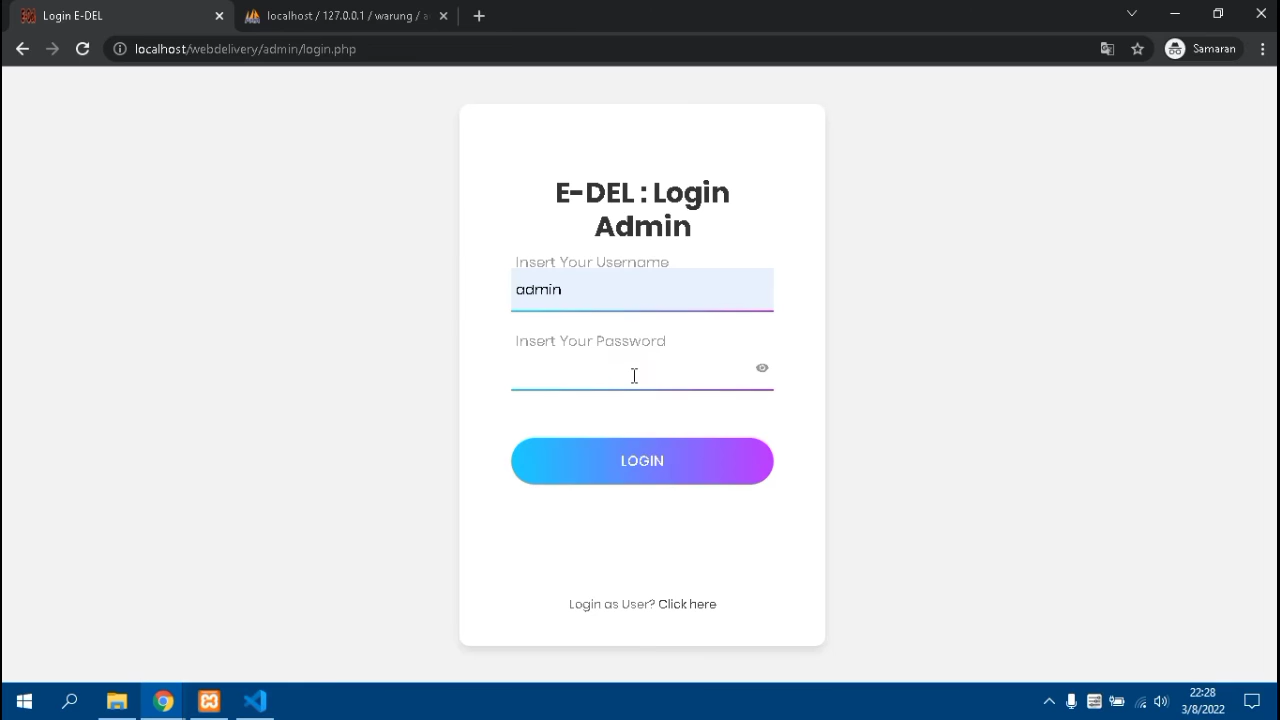 Login E-DEL
localhost / 127.0.0.1 / warung / a
localhost/webdelivery/admin/login.php
Samaran
E-DEL : Login
Admin
Insert Your Username
admin
Insert Your Password
LOGIN
Login as User? Click here
22:28
3/8/2022